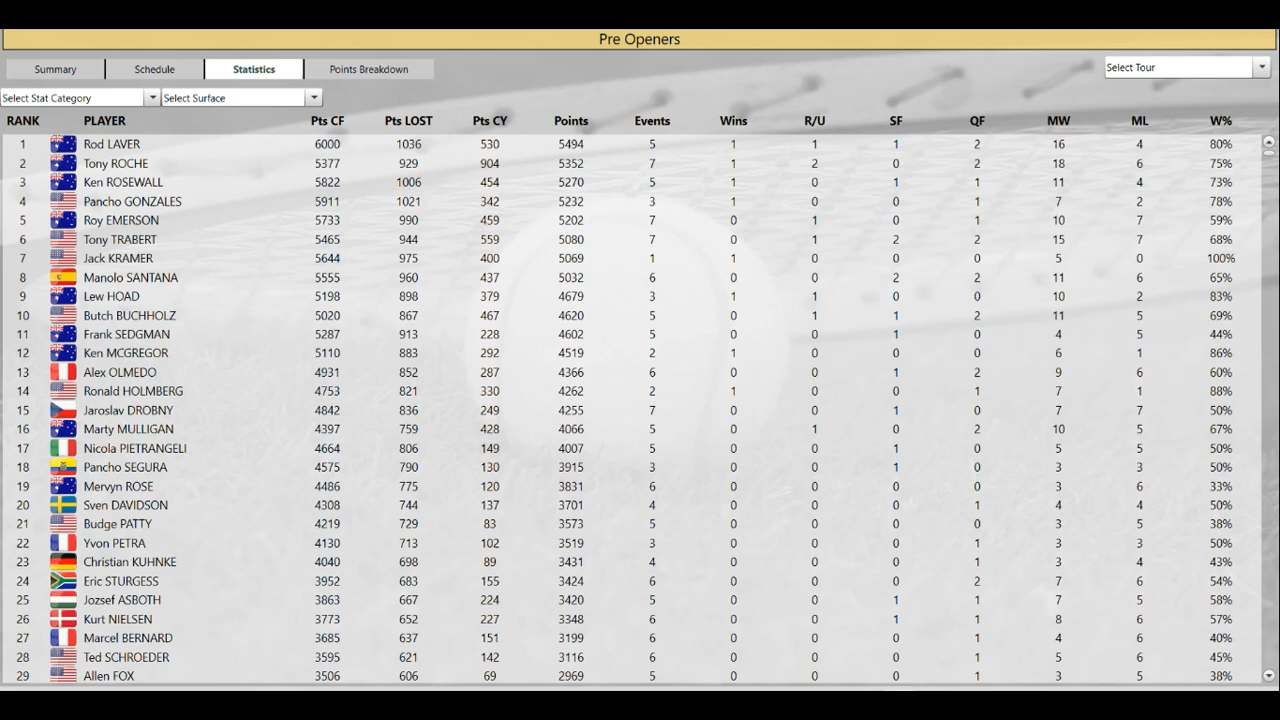 Pre Openers
Summary Schedule Statistics Points Breakdown Select Tour
Select Stat Category Select Surface
RANK PLAYER Pts CF Pts LOST Pts CY Points Events Wins R/U SF QF MW ML W%
1 Rod LAVER 6000 1036 530 5494 5 1 1 1 2 16 4 80%
2 Tony ROCHE 5377 929 904 5352 7 1 2 0 2 18 6 75%
3 Ken ROSEWALL 5822 1006 454 5270 5 1 0 1 1 11 4 73%
4 Pancho GONZALES 5911 1021 342 5232 3 1 0 0 1 7 2 78%
5 Roy EMERSON 5733 990 459 5202 7 0 1 0 1 10 7 59%
6 Tony TRABERT 5465 944 559 5080 7 0 1 2 2 15 7 68%
7 Jack KRAMER 5644 975 400 5069 1 1 0 0 0 5 0 100%
8 Manolo SANTANA 5555 960 437 5032 6 0 0 2 2 11 6 65%
9 Lew HOAD 5198 898 379 4679 3 1 1 0 0 10 2 83%
10 Butch BUCHHOLZ 5020 867 467 4620 5 0 1 1 2 11 5 69%
11 Frank SEDGMAN 5287 913 228 4602 5 0 0 1 0 4 5 44%
12 Ken MCGREGOR 5110 883 292 4519 2 1 0 0 0 6 1 86%
13 Alex OLMEDO 4931 852 287 4366 6 0 0 1 2 9 6 60%
14 Ronald HOLMBERG 4753 821 330 4262 2 1 0 0 1 7 1 88%
15 Jaroslav DROBNY 4842 836 249 4255 7 0 0 1 0 7 7 50%
16 Marty MULLIGAN 4397 759 428 4066 5 0 1 0 2 10 5 67%
17 Nicola PIETRANGELI 4664 806 149 4007 5 0 0 1 0 5 5 50%
18 Pancho SEGURA 4575 790 130 3915 3 0 0 1 0 3 3 50%
19 Mervyn ROSE 4486 775 120 3831 6 0 0 0 0 3 6 33%
20 Sven DAVIDSON 4308 744 137 3701 4 0 0 0 1 4 4 50%
21 Budge PATTY 4219 729 83 3573 5 0 0 0 0 3 5 38%
22 Yvon PETRA 4130 713 102 3519 3 0 0 0 1 3 3 50%
23 Christian KUHNKE 4040 698 89 3431 4 0 0 0 1 3 4 43%
24 Eric STURGESS 3952 683 155 3424 6 0 0 0 2 7 6 54%
25 Jozsef ASBOTH 3863 667 224 3420 5 0 0 1 1 7 5 58%
26 Kurt NIELSEN 3773 652 227 3348 6 0 0 1 1 8 6 57%
27 Marcel BERNARD 3685 637 151 3199 6 0 0 0 1 4 6 40%
28 Ted SCHROEDER 3595 621 142 3116 6 0 0 0 1 5 6 45%
29 Allen FOX 3506 606 69 2969 5 0 0 0 1 3 5 38%